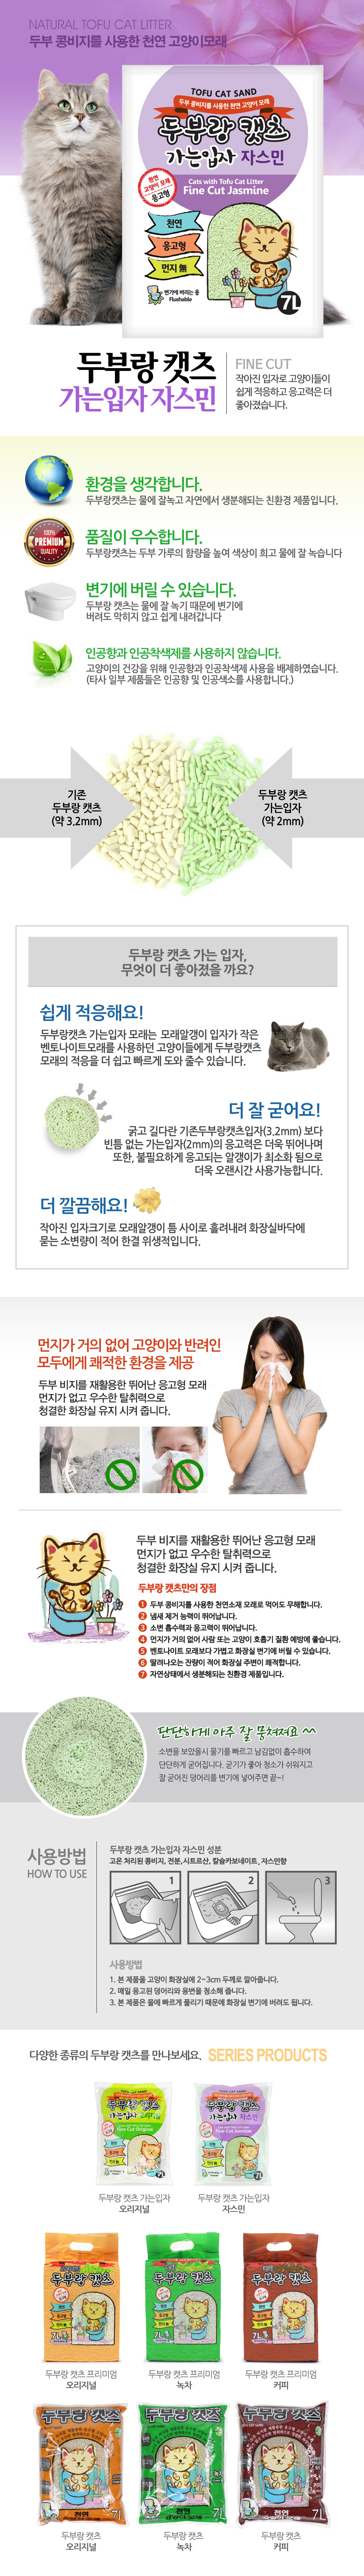 NATURAL TOFU CAT LITTER
두부 콩비지를 사용한 천연 고양이모래
TOFU CAT SAND
두부 콩비지를 사용한 천연 고양이 모래
두부랑 캣츠
가는입자 자스민
Cats with Tofu Cat Litter
Fine Cut Jasmine
천연
고양이 모래
응고형
천연
응고형
먼지 無
변기에 버리는 용
Flushable
7L
두부랑 캣츠
가는입자 자스민
FINE CUT
작아진 입자로 고양이들이
쉽게 적응하고 응고력은 더
좋아졌습니다.
환경을 생각합니다.
두부랑캣츠는 물에 잘녹고 자연에서 생분해되는 친환경 제품입니다.
100%
PREMIUM
QUALITY
품질이 우수합니다.
두부랑캣츠는 두부 가루의 함량을 높여 색상이 희고 물에 잘 녹습니다
변기에 버릴 수 있습니다.
두부랑 캣츠는 물에 잘 녹기 때문에 변기에
버려도 막히지 않고 쉽게 내려갑니다
인공향과 인공착색제를 사용하지 않습니다.
고양이의 건강을 위해 인공향과 인공착색제 사용을 배제하였습니다.
(타사 일부 제품들은 인공향 및 인공색소를 사용합니다.)
기존
두부랑 캣츠
(약 3.2mm)
두부랑 캣츠
가는입자
(약 2mm)
두부랑 캣츠 가는 입자,
무엇이 더 좋아졌을 까요?
쉽게 적응해요!
두부랑캣츠 가는입자 모래는 모래알갱이 입자가 작은
벤토나이트모래를 사용하던 고양이들에게 두부랑캣츠
모래의 적응을 더 쉽고 빠르게 도와 줄수 있습니다.
더 잘 굳어요!
굵고 길다란 기존두부랑캣츠입자(3.2mm) 보다
빈틈 없는 가는입자(2mm)의 응고력은 더욱 뛰어나며
또한, 불필요하게 응고되는 알갱이가 최소화 됨으로
더욱 오랜시간 사용가능합니다.
더 깔끔해요!
작아진 입자크기로 모래알갱이 틈 사이로 흘러내려 화장실바닥에
묻는 소변량이 적어 한결 위생적입니다.
먼지가 거의 없어 고양이와 반려인
모두에게 쾌적한 환경을 제공
두부 비지를 재활용한 뛰어난 응고형 모래
먼지가 없고 우수한 탈취력으로
청결한 화장실 유지 시켜 줍니다.
두부 비지를 재활용한 뛰어난 응고형 모래
먼지가 없고 우수한 탈취력으로
청결한 화장실 유지 시켜 줍니다.
두부랑 캣츠만의 장점
1 두부 콩비지를 사용한 천연소재 모래로 먹어도 무해합니다.
2 냄새 제거 능력이 뛰어납니다.
3 소변 흡수력과 응고력이 뛰어납니다.
4 먼지가 거의 없어 사람 또는 고양이 호흡기 질환 예방에 좋습니다.
5 벤토나이트 모래보다 가볍고 화장실 변기에 버릴 수 있습니다.
6 딸려나오는 잔량이 적어 화장실 주변이 쾌적합니다.
7 자연상태에서 생분해되는 친환경 제품입니다.
단단하게 아주 잘 뭉쳐져요 ^^
소변을 보았을시 물기를 빠르고 남김없이 흡수하여
단단하게 굳어집니다. 굳기가 좋아 청소가 쉬워지고
잘 굳어진 덩어리를 변기에 넣어주면 끝~!
사용방법
HOW TO USE
두부랑 캣츠 가는입자 자스민 성분
고온 처리된 콩비지, 전분,시트르산, 칼슘카보네이트, 자스민향
1
2
3
사용방법
1. 본 제품을 고양이 화장실에 2~3cm 두께로 깔아줍니다.
2. 매일 응고된 덩어리와 용변을 청소해 줍니다.
3. 본 제품은 물에 빠르게 풀리기 때문에 화장실 변기에 버려도 됩니다.
다양한 종류의 두부랑 캣츠를 만나보세요. SERIES PRODUCTS
두부랑 캣츠 가는입자
오리지널
두부랑 캣츠 가는입자
자스민
두부랑 캣츠 프리미엄
오리지널
두부랑 캣츠 프리미엄
녹차
두부랑 캣츠 프리미엄
커피
두부랑 캣츠
오리지널
두부랑 캣츠
녹차
두부랑 캣츠
커피